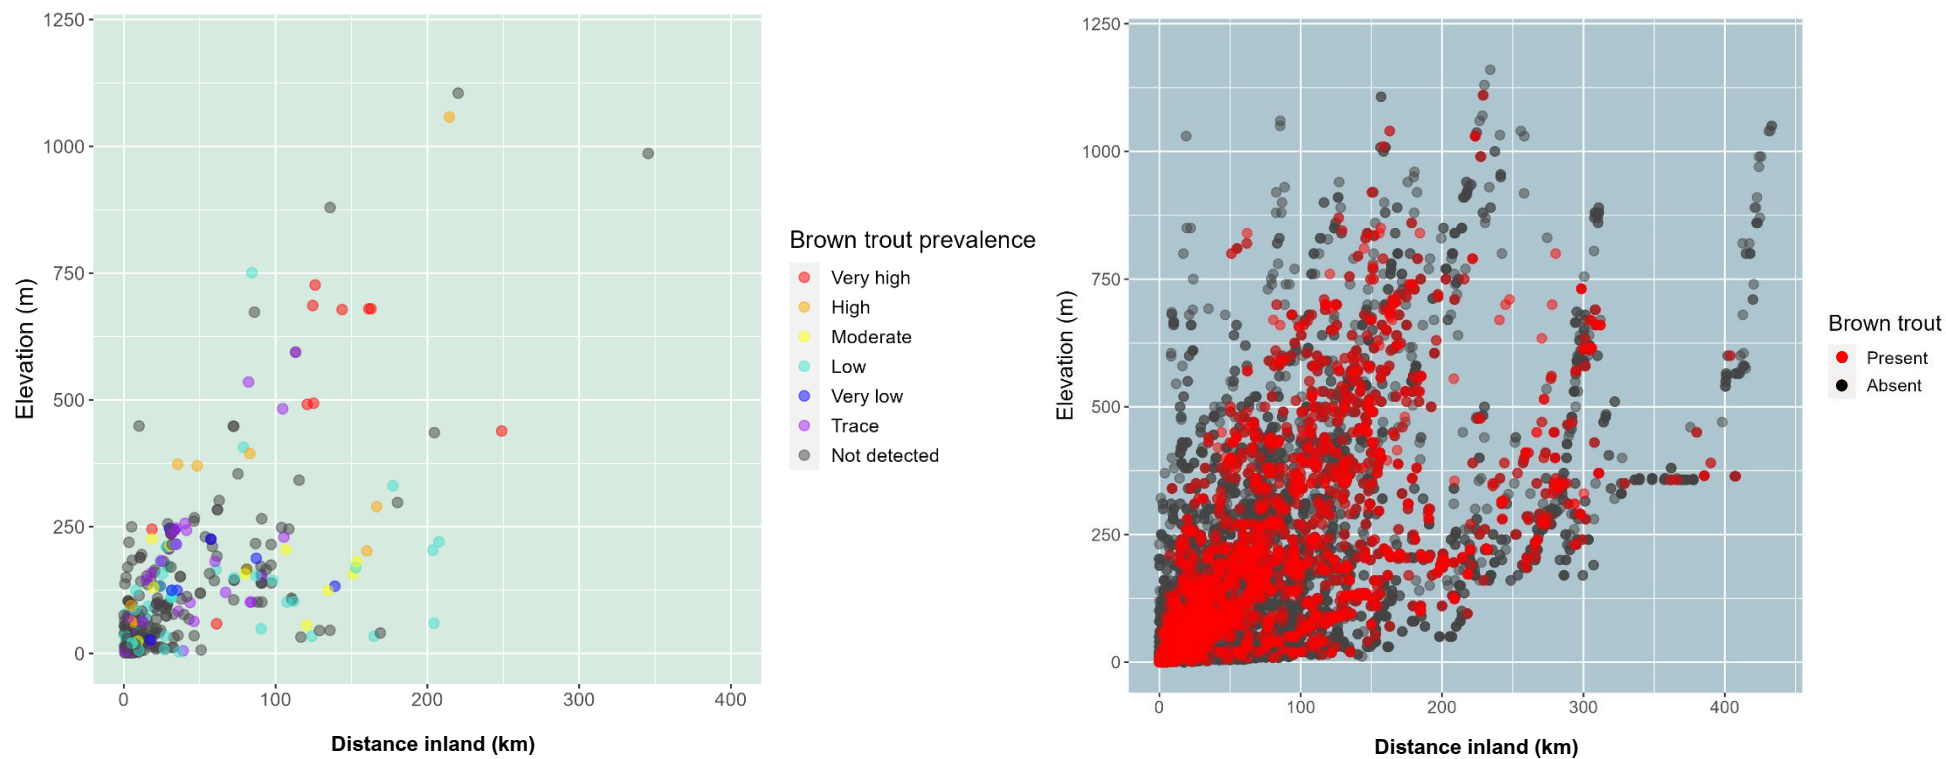 1250
1000
750
500
250
0
Elevation (m)
0
100
200
300
400
Distance inland (km)
Brown trout prevalence
Very high
High
Moderate
Low
Very low
Trace
Not detected
1250
1000
750
500
250
0
Elevation (m)
0
100
200
300
400
Distance inland (km)
Brown trout
Present
Absent